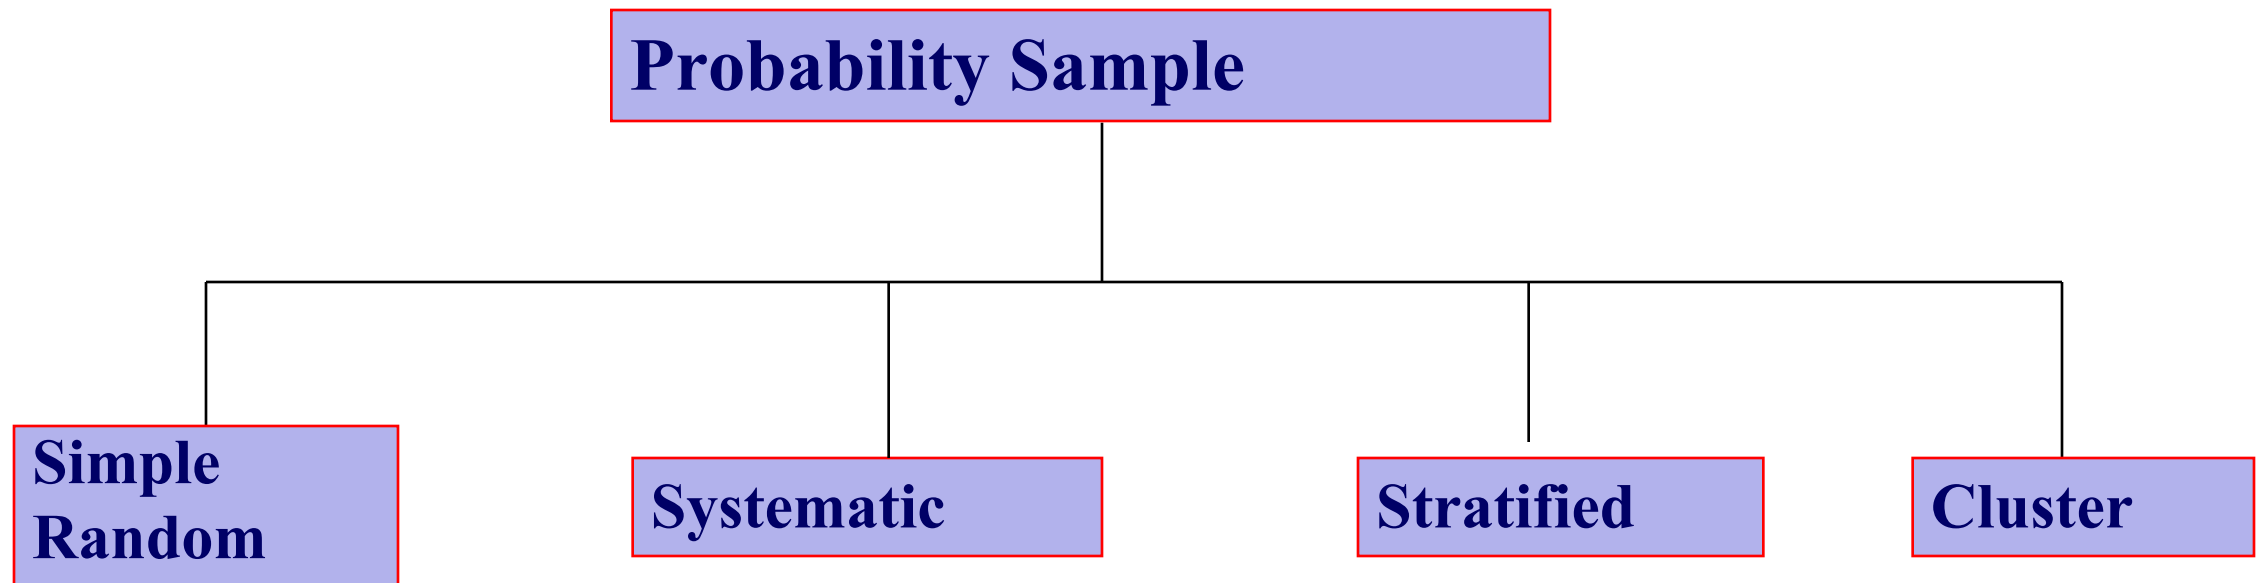 Probability Sample
Simple
Random
Systematic
Stratified
Cluster